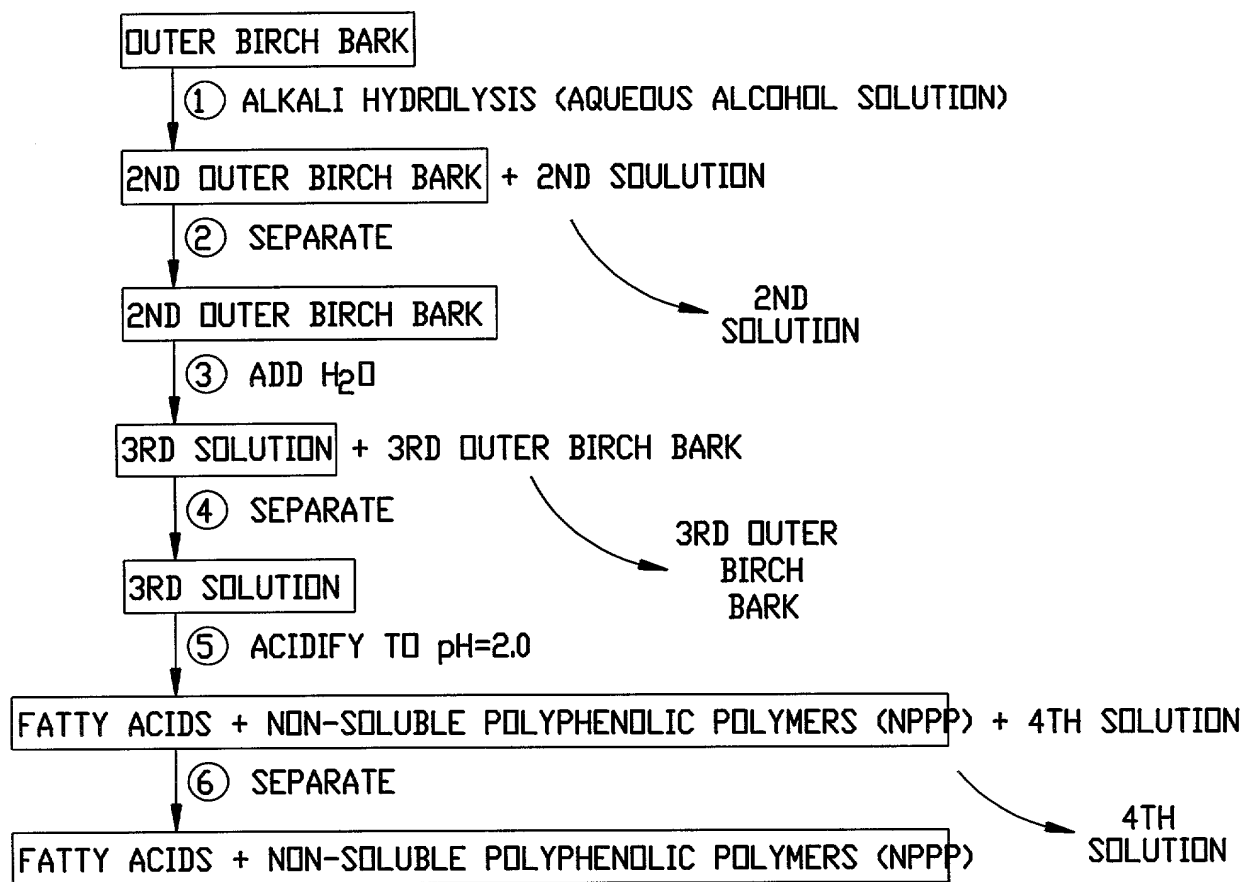 OUTER BIRCH BARK
① ALKALI HYDROLYSIS (AQUEOUS ALCOHOL SOLUTION)
2ND OUTER BIRCH BARK + 2ND SOULUTION
② SEPARATE
2ND OUTER BIRCH BARK
2ND
SOLUTION
③ ADD H₂O
3RD SOLUTION + 3RD OUTER BIRCH BARK
④ SEPARATE
3RD OUTER
BIRCH
BARK
3RD SOLUTION
⑤ ACIDIFY TO pH=2.0
FATTY ACIDS + NON-SOLUBLE POLYPHENOLIC POLYMERS (NPPP) + 4TH SOLUTION
⑥ SEPARATE
4TH
SOLUTION
FATTY ACIDS + NON-SOLUBLE POLYPHENOLIC POLYMERS (NPPP)